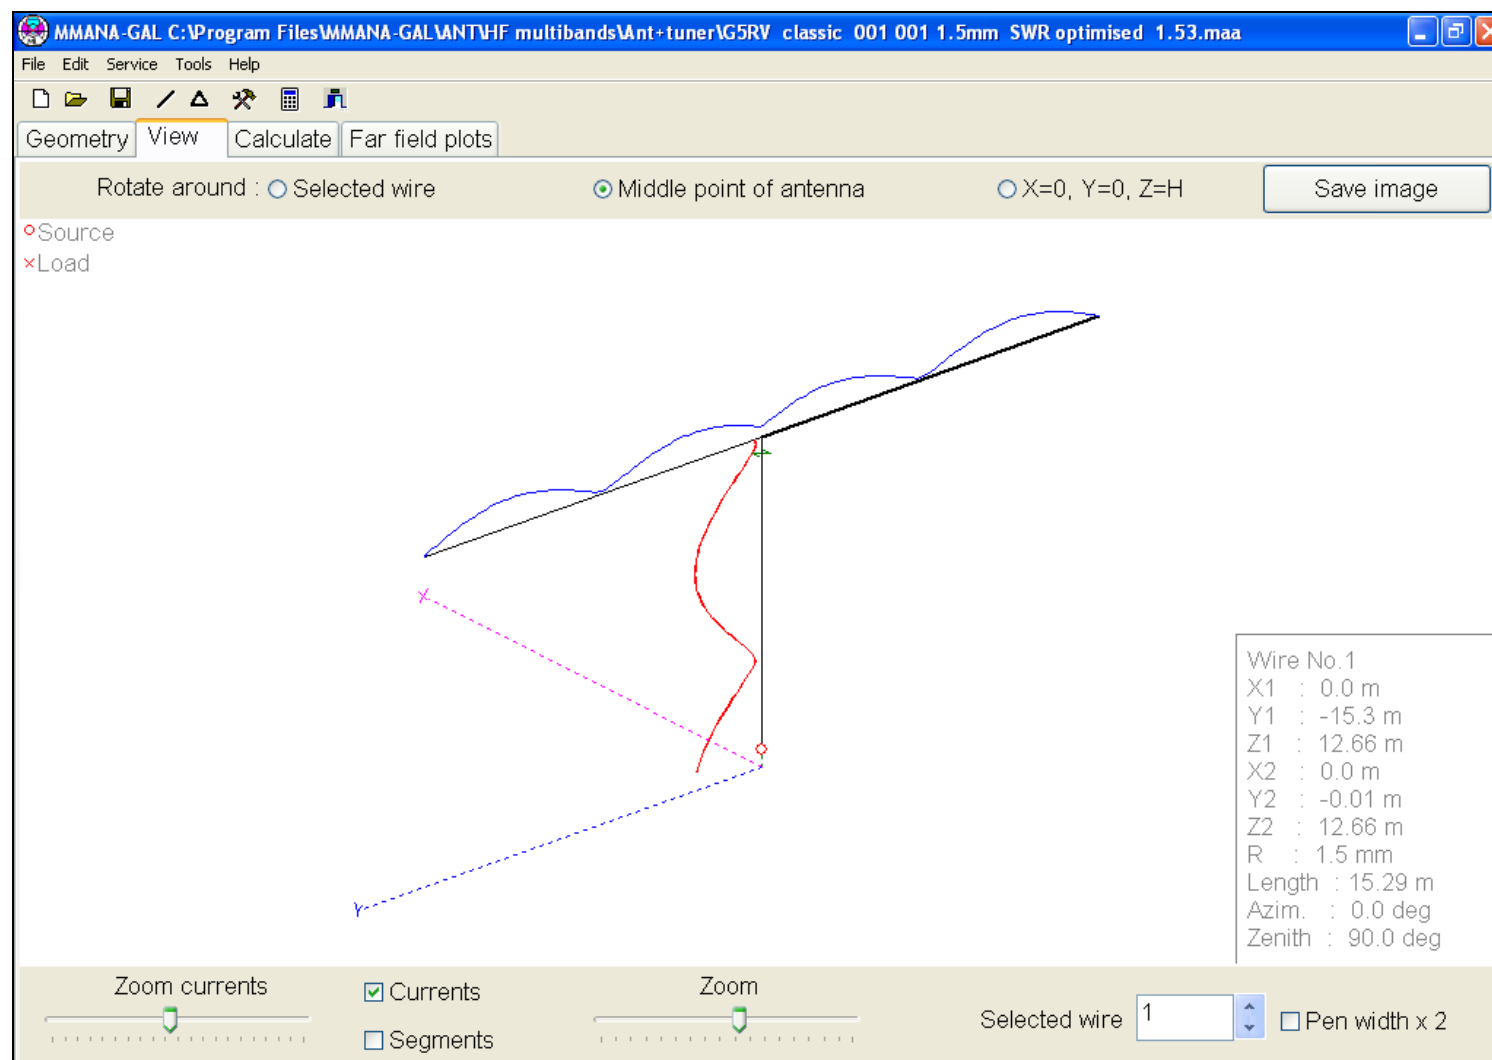 MMANA-GAL C:\Program Files\MMANA-GAL\ANT\HF multibands\Ant+tuner\G5RV classic 001 001 1.5mm SWR optimised 1.53.maa
File Edit Service Tools Help
Geometry View Calculate Far field plots
Rotate around : Selected wire Middle point of antenna X=0, Y=0, Z=H Save image
Source
Load
X
Y
Wire No.1
X1 : 0.0 m
Y1 : -15.3 m
Z1 : 12.66 m
X2 : 0.0 m
Y2 : -0.01 m
Z2 : 12.66 m
R : 1.5 mm
Length : 15.29 m
Azim. : 0.0 deg
Zenith : 90.0 deg
Zoom currents Currents Zoom
Segments Selected wire 1 Pen width x 2